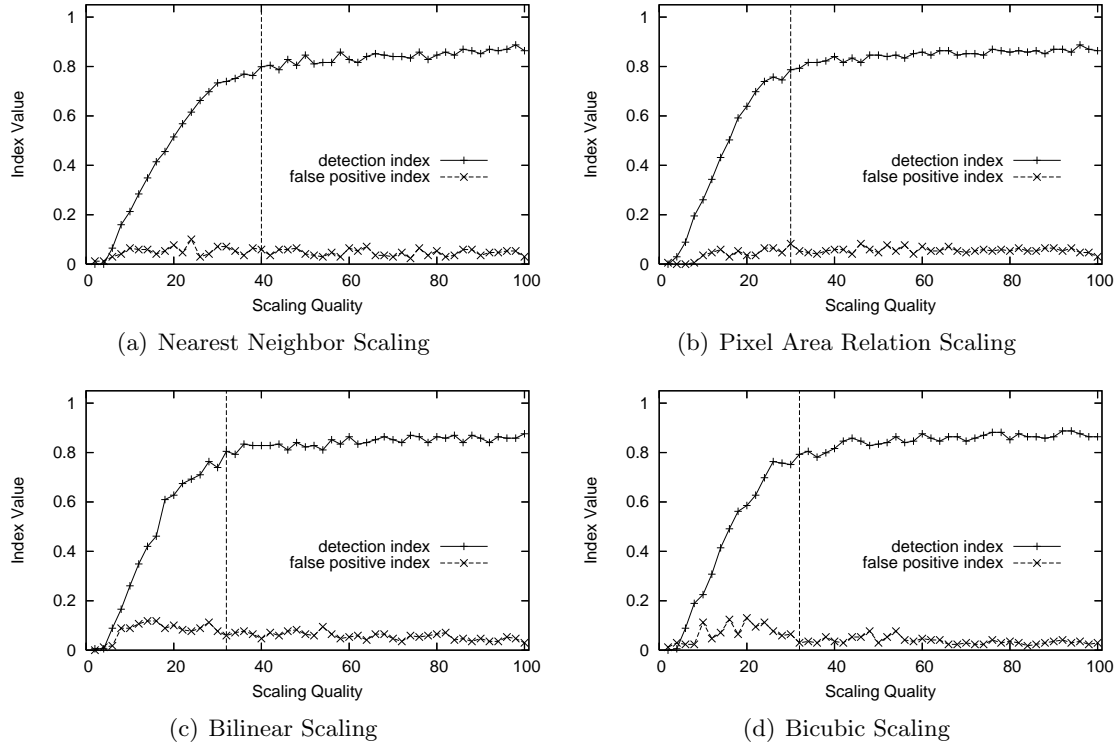 1
0.8
0.6
0.4
0.2
0
Index Value
detection index
false positive index
0 20 40 60 80 100
Scaling Quality
(a) Nearest Neighbor Scaling
1
0.8
0.6
0.4
0.2
0
Index Value
detection index
false positive index
0 20 40 60 80 100
Scaling Quality
(b) Pixel Area Relation Scaling
1
0.8
0.6
0.4
0.2
0
Index Value
detection index
false positive index
0 20 40 60 80 100
Scaling Quality
(c) Bilinear Scaling
1
0.8
0.6
0.4
0.2
0
Index Value
detection index
false positive index
0 20 40 60 80 100
Scaling Quality
(d) Bicubic Scaling